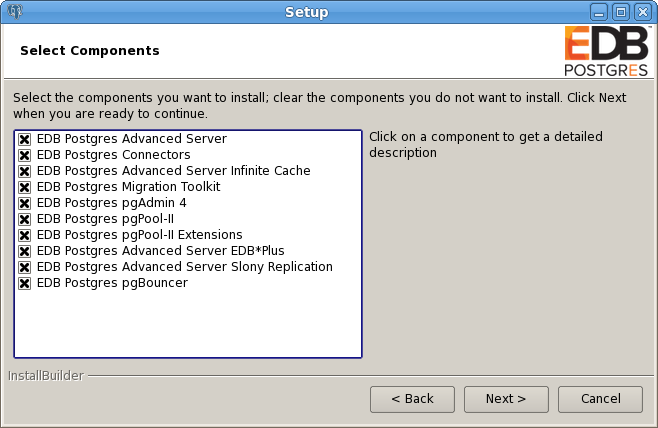 Setup
Select Components
EDB
POSTGRES
Select the components you want to install; clear the components you do not want to install. Click Next
when you are ready to continue.
EDB Postgres Advanced Server
EDB Postgres Connectors
EDB Postgres Advanced Server Infinite Cache
EDB Postgres Migration Toolkit
EDB Postgres pgAdmin 4
EDB Postgres pgPool-II
EDB Postgres pgPool-II Extensions
EDB Postgres Advanced Server EDB*Plus
EDB Postgres Advanced Server Slony Replication
EDB Postgres pgBouncer
Click on a component to get a detailed
description
InstallBuilder
< Back
Next >
Cancel